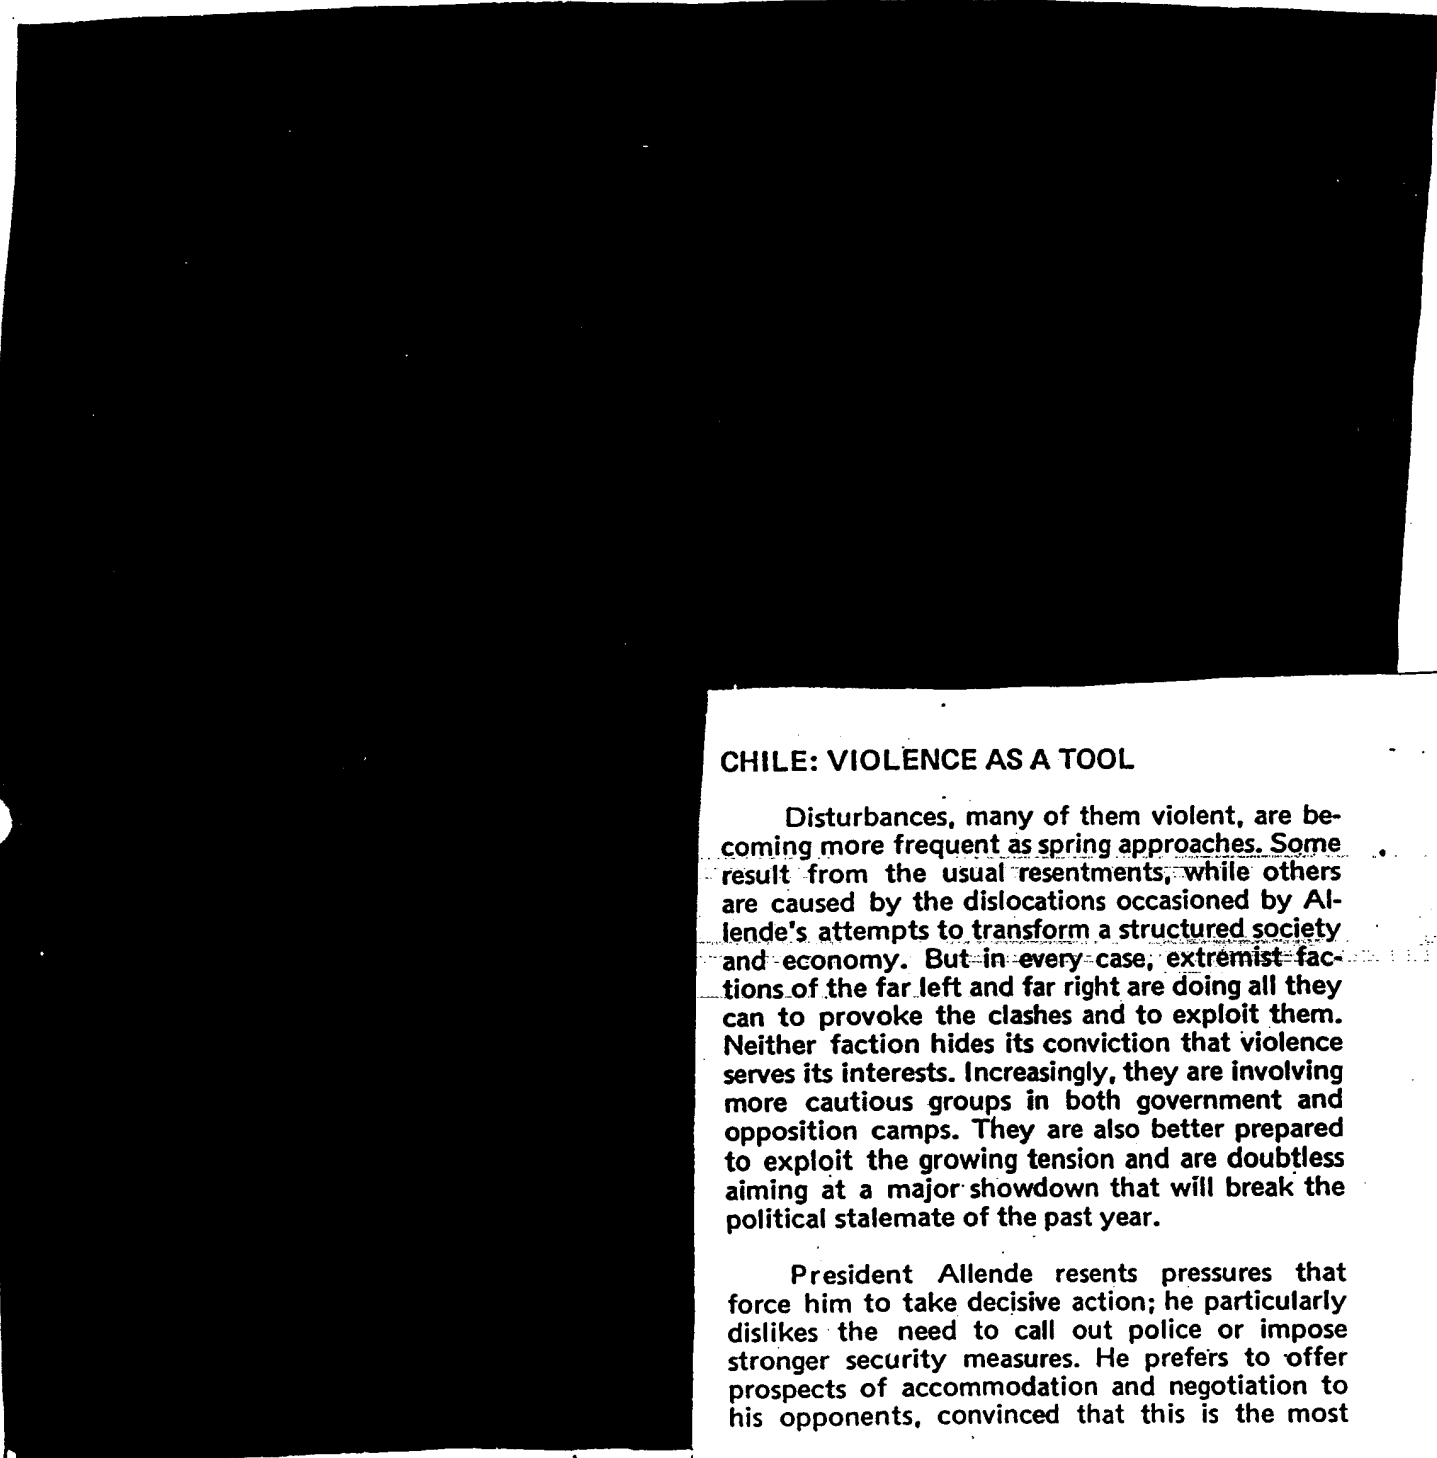 CHILE: VIOLENCE AS A TOOL
Disturbances, many of them violent, are be-
coming more frequent as spring approaches. Some
result from the usual resentments, while others
are caused by the dislocations occasioned by Al-
lende's attempts to transform a structured society
and economy. But in every case, extremist fac-
tions of the far left and far right are doing all they
can to provoke the clashes and to exploit them.
Neither faction hides its conviction that violence
serves its interests. Increasingly, they are involving
more cautious groups in both government and
opposition camps. They are also better prepared
to exploit the growing tension and are doubtless
aiming at a major showdown that will break the
political stalemate of the past year.
President Allende resents pressures that
force him to take decisive action; he particularly
dislikes the need to call out police or impose
stronger security measures. He prefers to offer
prospects of accommodation and negotiation to
his opponents, convinced that this is the most